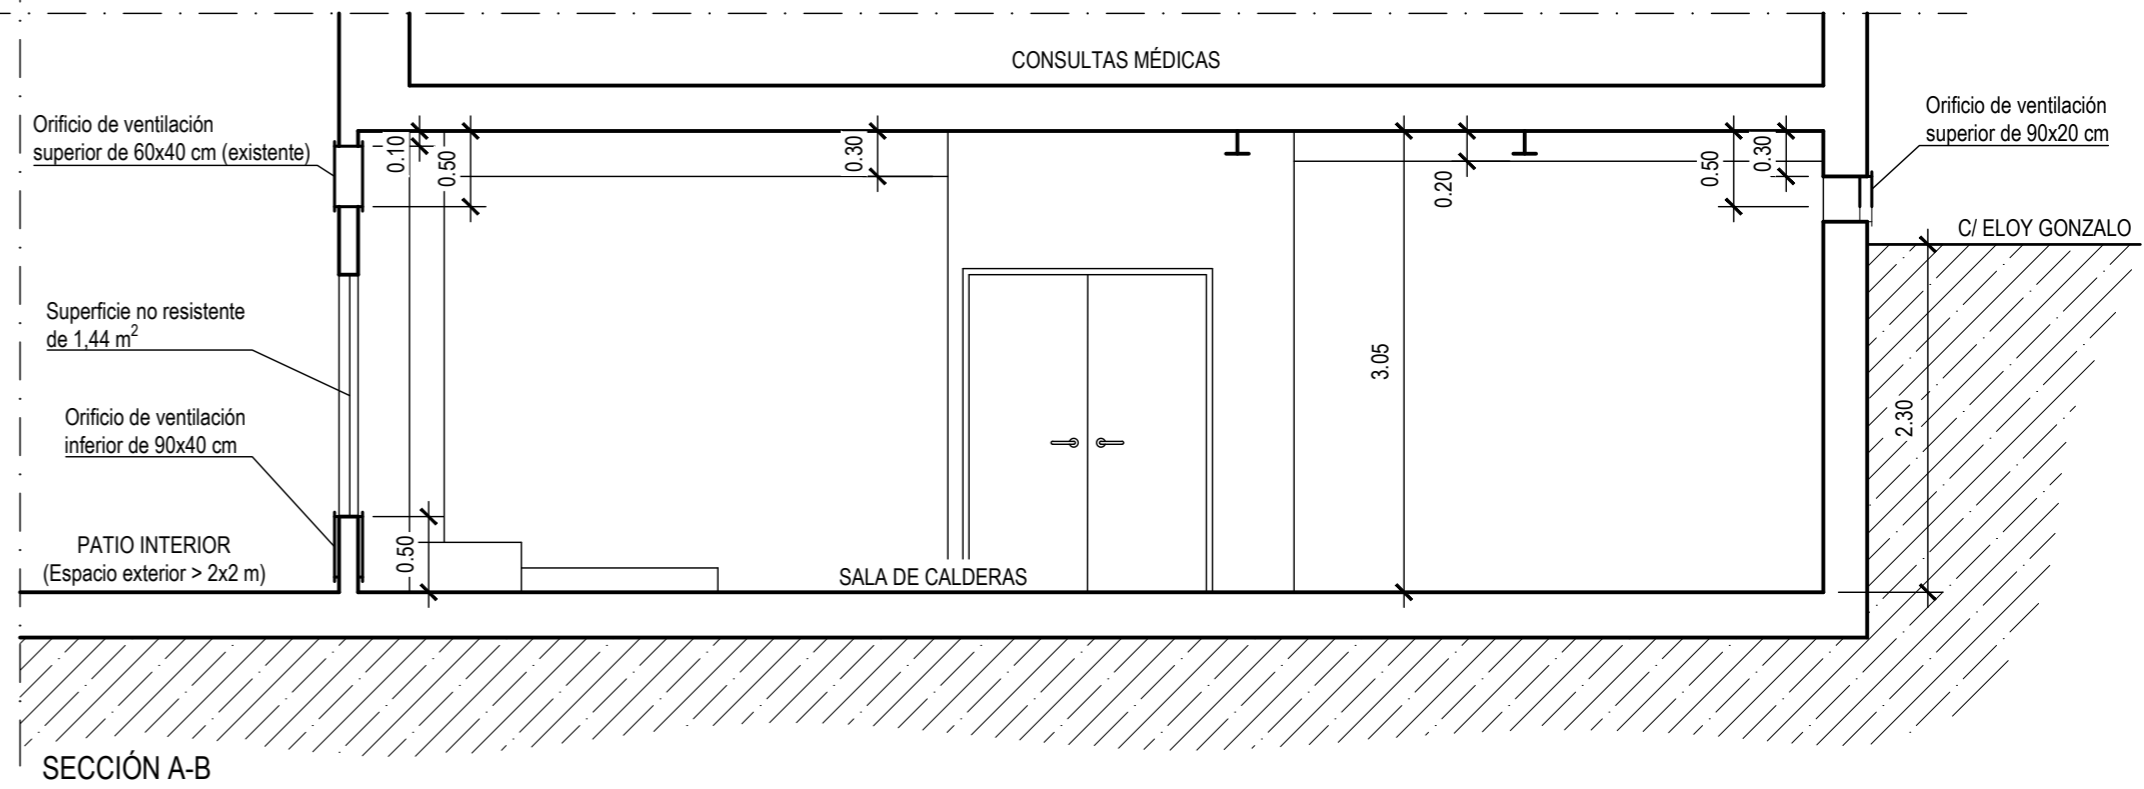 CONSULTAS MÉDICAS
Orificio de ventilación
superior de 60x40 cm (existente)
0.10
0.50
0.30
0.20
0.50
0.30
Orificio de ventilación
superior de 90x20 cm
C/ ELOY GONZALO
Superficie no resistente
de 1,44 m²
3.05
2.30
Orificio de ventilación
inferior de 90x40 cm
PATIO INTERIOR
(Espacio exterior > 2x2 m)
0.50
SALA DE CALDERAS
SECCIÓN A-B